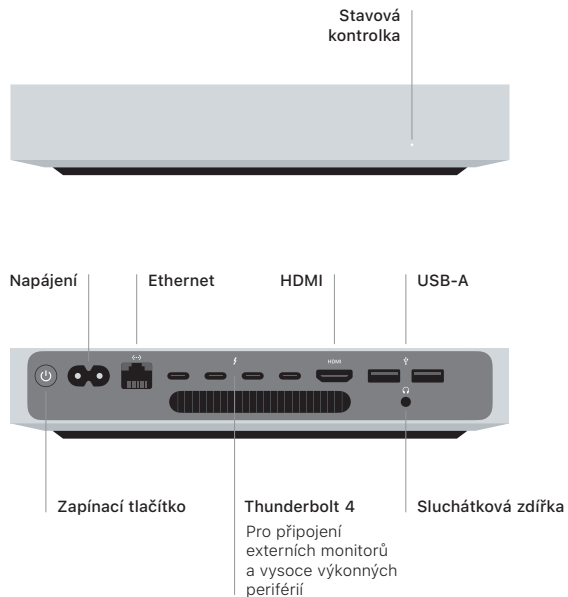 Stavová
kontrolka
Napájení
Ethernet
HDMI
USB-A
HDMI
Zapínací tlačítko
Thunderbolt 4
Pro připojení
externích monitorů
a vysoce výkonných
periférií
Sluchátková zdířka